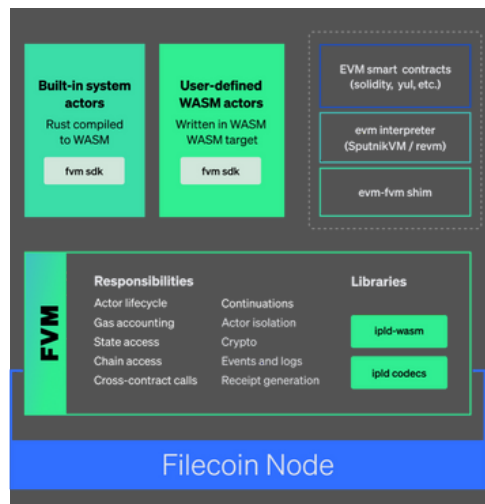 Built-in system
actors
Rust compiled
to WASM
fvm sdk
User-defined
WASM actors
Written in WASM
WASM target
fvm sdk
EVM smart contracts
(solidity, yul, etc.)
evm interpreter
(SputnikVM / revm)
evm-fvm shim
FVM
Responsibilities
Actor lifecycle
Gas accounting
State access
Chain access
Cross-contract calls
Continuations
Actor isolation
Crypto
Events and logs
Receipt generation
Libraries
ipld-wasm
ipld codecs
Filecoin Node